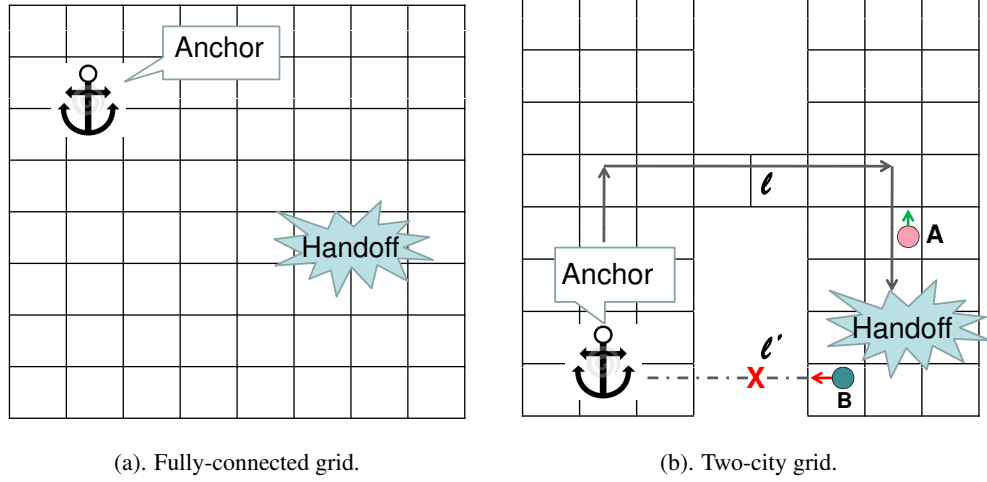 Anchor
Handoff
ℓ
A
Anchor
Handoff
ℓ′
X
B
(a). Fully-connected grid.
(b). Two-city grid.